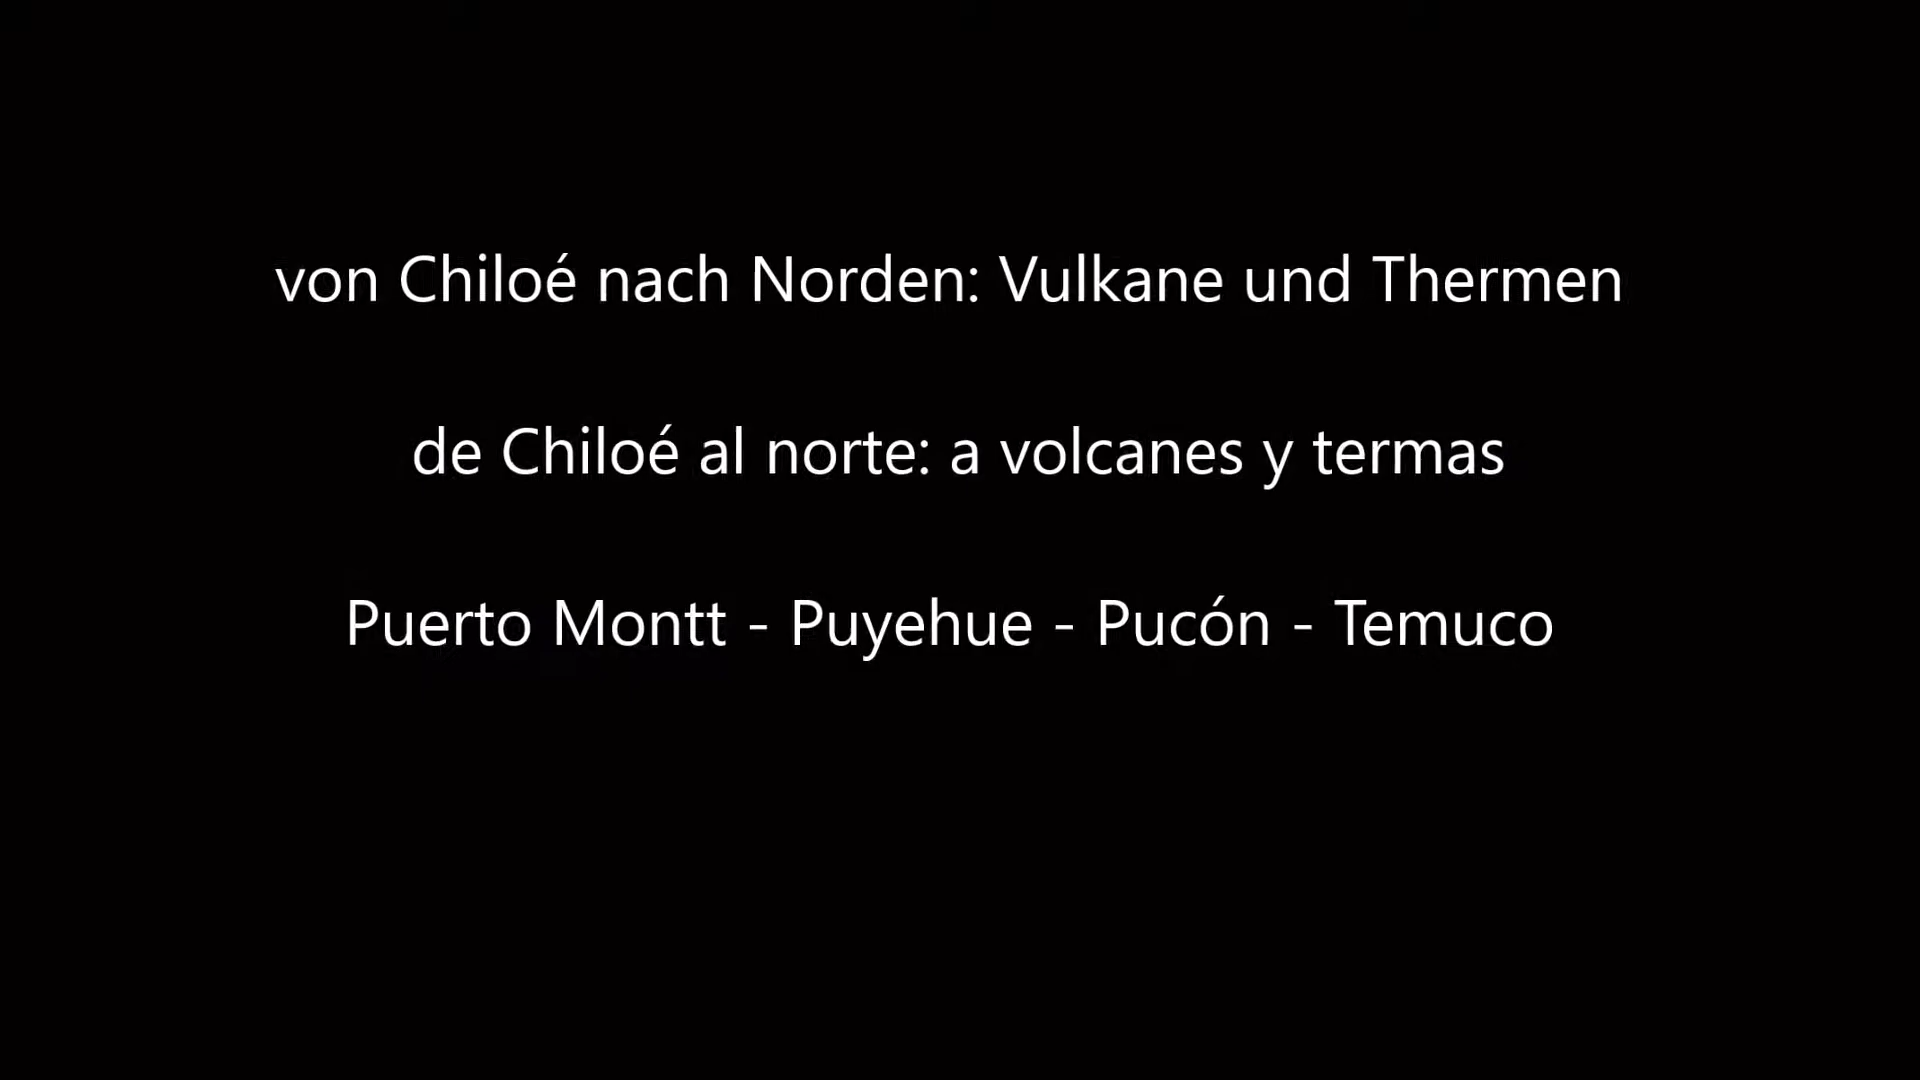 von Chiloé nach Norden: Vulkane und Thermen
de Chiloé al norte: a volcanes y termas
Puerto Montt - Puyehue - Pucón - Temuco